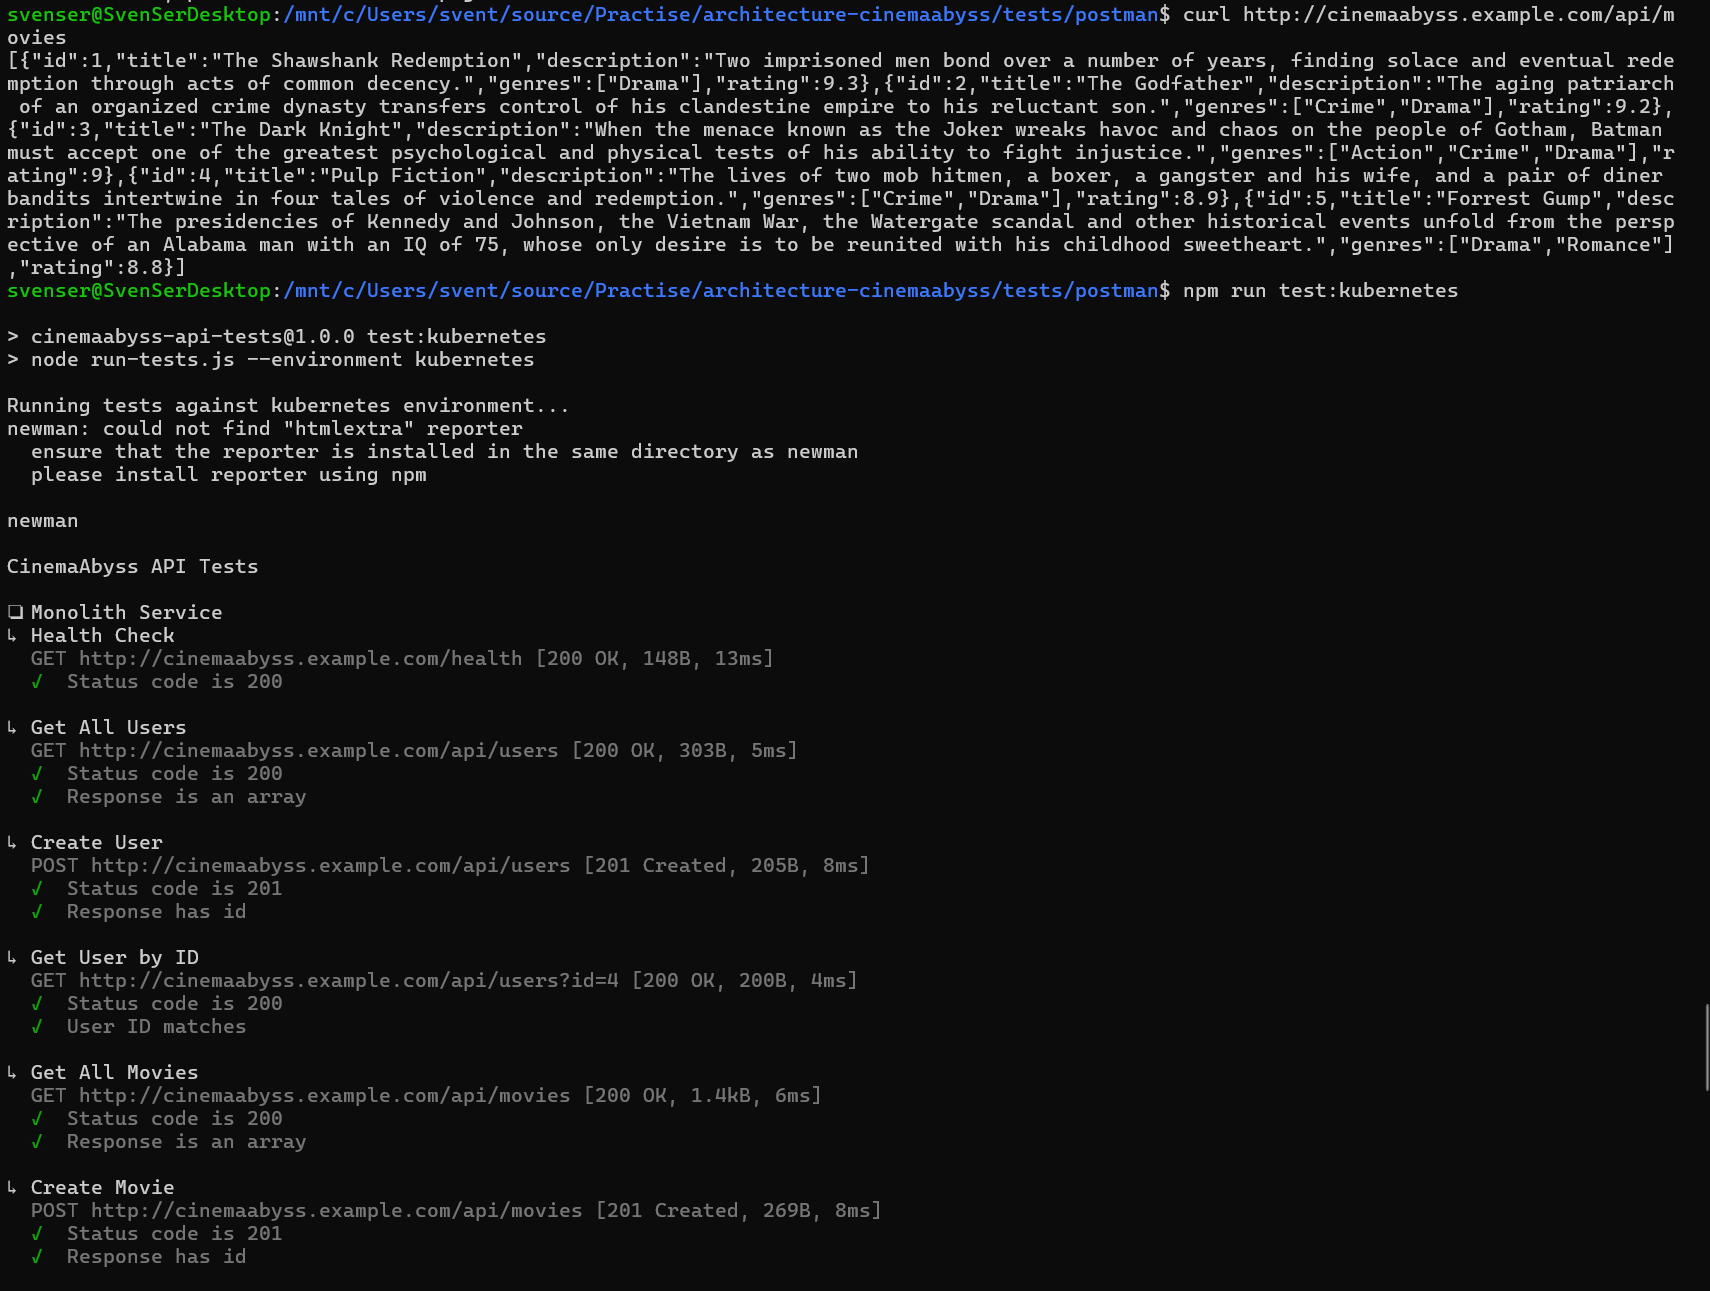 svenser@SvenSerDesktop:/mnt/c/Users/svent/source/Practise/architecture-cinemaabyss/tests/postman$ curl http://cinemaabyss.example.com/api/m
ovies
[{"id":1,"title":"The Shawshank Redemption","description":"Two imprisoned men bond over a number of years, finding solace and eventual rede
mption through acts of common decency.","genres":["Drama"],"rating":9.3},{"id":2,"title":"The Godfather","description":"The aging patriarch
 of an organized crime dynasty transfers control of his clandestine empire to his reluctant son.","genres":["Crime","Drama"],"rating":9.2},
{"id":3,"title":"The Dark Knight","description":"When the menace known as the Joker wreaks havoc and chaos on the people of Gotham, Batman
must accept one of the greatest psychological and physical tests of his ability to fight injustice.","genres":["Action","Crime","Drama"],"r
ating":9},{"id":4,"title":"Pulp Fiction","description":"The lives of two mob hitmen, a boxer, a gangster and his wife, and a pair of diner
bandits intertwine in four tales of violence and redemption.","genres":["Crime","Drama"],"rating":8.9},{"id":5,"title":"Forrest Gump","desc
ription":"The presidencies of Kennedy and Johnson, the Vietnam War, the Watergate scandal and other historical events unfold from the persp
ective of an Alabama man with an IQ of 75, whose only desire is to be reunited with his childhood sweetheart.","genres":["Drama","Romance"]
,"rating":8.8}]
svenser@SvenSerDesktop:/mnt/c/Users/svent/source/Practise/architecture-cinemaabyss/tests/postman$ npm run test:kubernetes
> cinemaabyss-api-tests@1.0.0 test:kubernetes
> node run-tests.js --environment kubernetes
Running tests against kubernetes environment...
newman: could not find "htmlextra" reporter
  ensure that the reporter is installed in the same directory as newman
  please install reporter using npm
newman
CinemaAbyss API Tests
❏ Monolith Service
↳ Health Check
  GET http://cinemaabyss.example.com/health [200 OK, 148B, 13ms]
  √  Status code is 200
↳ Get All Users
  GET http://cinemaabyss.example.com/api/users [200 OK, 303B, 5ms]
  √  Status code is 200
  √  Response is an array
↳ Create User
  POST http://cinemaabyss.example.com/api/users [201 Created, 205B, 8ms]
  √  Status code is 201
  √  Response has id
↳ Get User by ID
  GET http://cinemaabyss.example.com/api/users?id=4 [200 OK, 200B, 4ms]
  √  Status code is 200
  √  User ID matches
↳ Get All Movies
  GET http://cinemaabyss.example.com/api/movies [200 OK, 1.4kB, 6ms]
  √  Status code is 200
  √  Response is an array
↳ Create Movie
  POST http://cinemaabyss.example.com/api/movies [201 Created, 269B, 8ms]
  √  Status code is 201
  √  Response has id